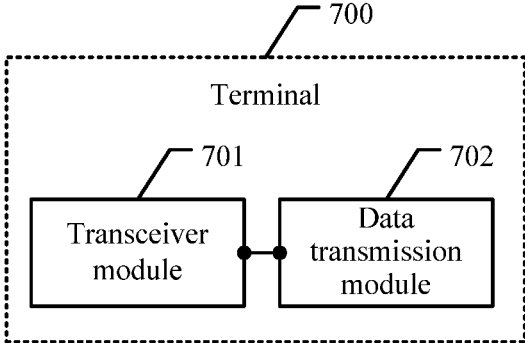 700
Terminal
701
702
Transceiver
module
Data
transmission
module